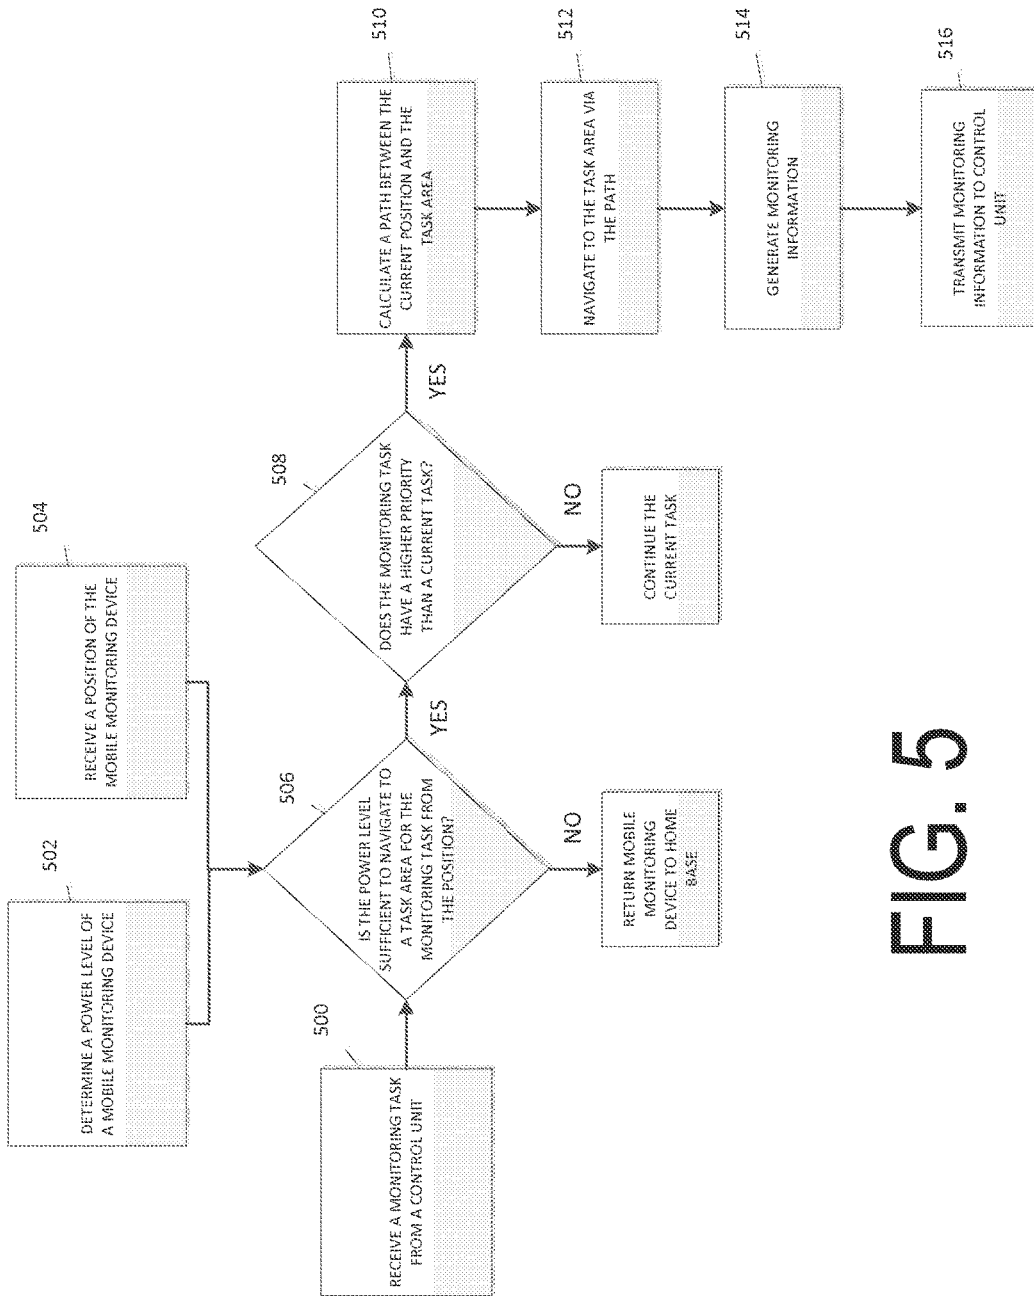 502
DETERMINE A POWER LEVEL OF
A MOBILE MONITORING DEVICE
504
RECEIVE A POSITION OF THE
MOBILE MONITORING DEVICE
500
RECEIVE A MONITORING TASK
FROM A CONTROL UNIT
506
IS THE POWER LEVEL
SUFFICIENT TO NAVIGATE TO
A TASK AREA FOR THE
MONITORING TASK FROM
THE POSITION?
YES
NO
RETURN MOBILE
MONITORING
DEVICE TO HOME
BASE
508
DOES THE MONITORING TASK
HAVE A HIGHER PRIORITY
THAN A CURRENT TASK?
YES
NO
CONTINUE THE
CURRENT TASK
510
CALCULATE A PATH BETWEEN THE
CURRENT POSITION AND THE
TASK AREA
512
NAVIGATE TO THE TASK AREA VIA
THE PATH
514
GENERATE MONITORING
INFORMATION
516
TRANSMIT MONITORING
INFORMATION TO CONTROL
UNIT
FIG. 5